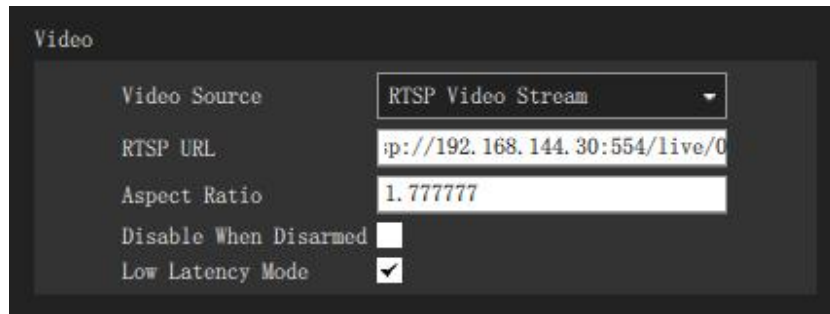 Video
Video Source RTSP Video Stream
RTSP URL sp://192.168.144.30:554/live/0
Aspect Ratio 1.777777
Disable When Disarmed
Low Latency Mode